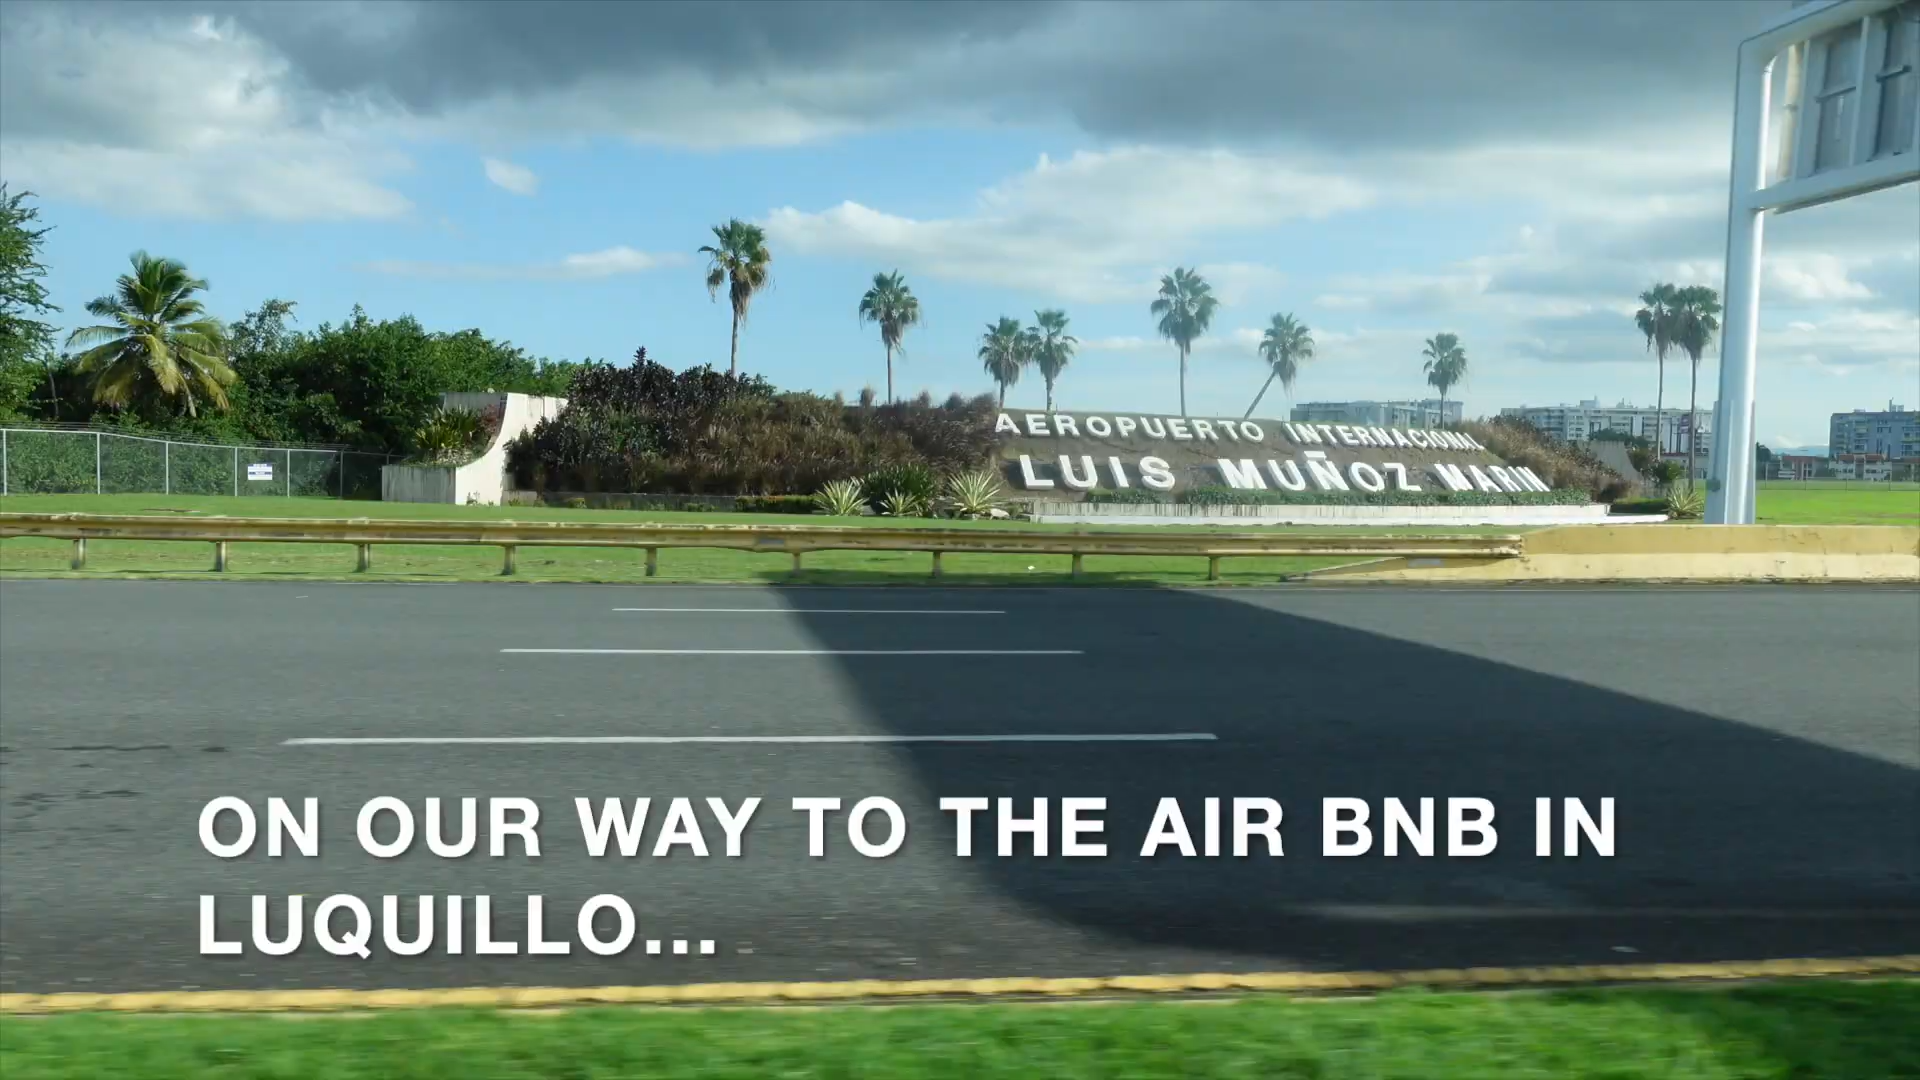 AEROPUERTO INTERNACIONAL
LUIS MUÑOZ MARIN
ON OUR WAY TO THE AIR BNB IN
LUQUILLO...